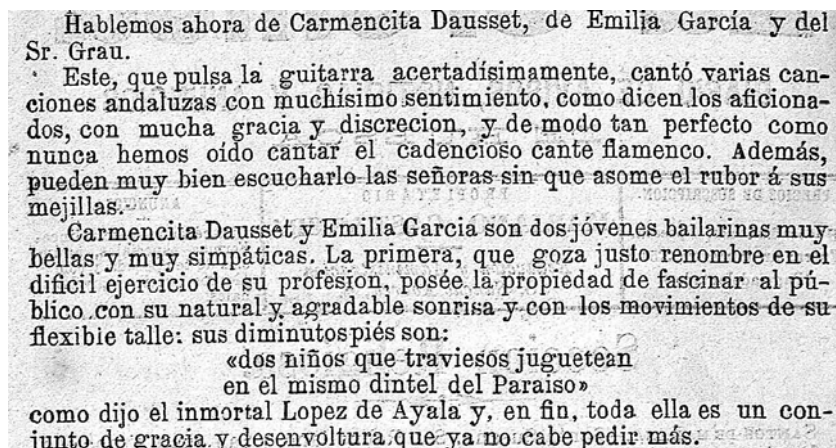 Hablemos ahora de Carmencita Dausset, de Emilia García y del
Sr. Grau.
Este, que pulsa la guitarra acertadísimamente, cantó varias can-
ciones andaluzas con muchísimo sentimiento, como dicen los aficiona-
dos, con mucha gracia y discrecion, y de modo tan perfecto como
nunca hemos oído cantar el cadencioso cante flamenco. Además,
pueden muy bien escucharlo las señoras sin que asome el rubor á sus
mejillas.
Carmencita Dausset y Emilia Garcia son dos jóvenes bailarinas muy
bellas y muy simpáticas. La primera, que goza justo renombre en el
dificil ejercicio de su profesion, posée la propiedad de fascinar al pú-
blico con su natural y agradable sonrisa y con los movimientos de su
flexible talle: sus diminutos piés son:
«dos niños que traviesos juguetean
en el mismo dintel del Paraiso»
como dijo el inmortal Lopez de Ayala y, en fin, toda ella es un con-
junto de gracia y desenvoltura que ya no cabe pedir más.